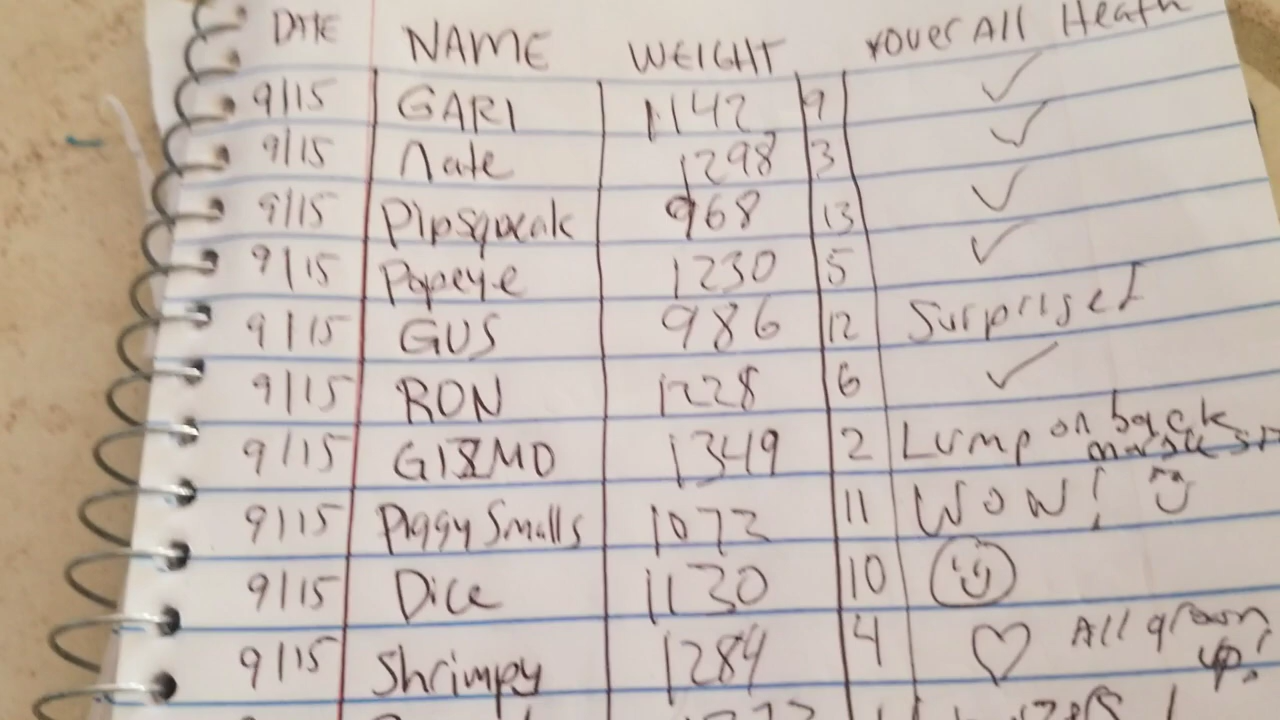 DATE NAME WEIGHT overAll Heath
9/15 GARI 1142 9 ✓
9/15 Nate 1298 3 ✓
9/15 Pipsqueak 968 13 ✓
9/15 Popeye 1230 5 ✓
9/15 GUS 986 12 Surprised
9/15 RON 1228 6 ✓
9/15 GIZMO 1349 2 Lump on back
9/15 Piggy Smalls 1072 11 WOW!
9/15 Dice 1130 10
9/15 Shrimpy 1284 4 ♡ All grown up!